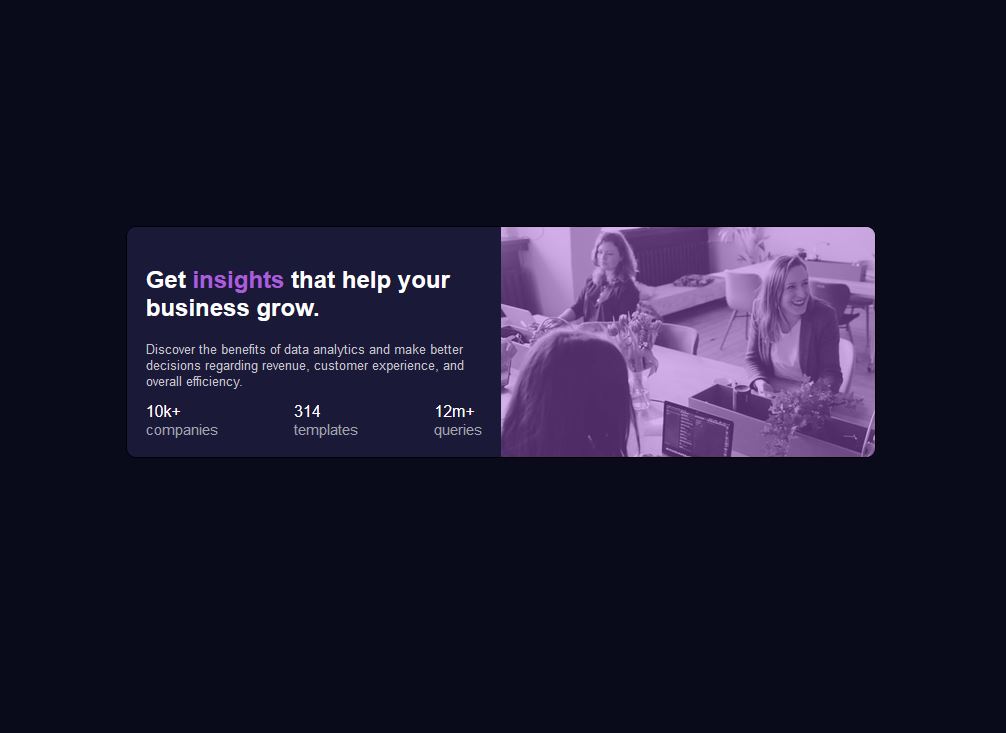 Get insights that help your
business grow.
Discover the benefits of data analytics and make better
decisions regarding revenue, customer experience, and
overall efficiency.
10k+ 314 12m+
companies templates queries